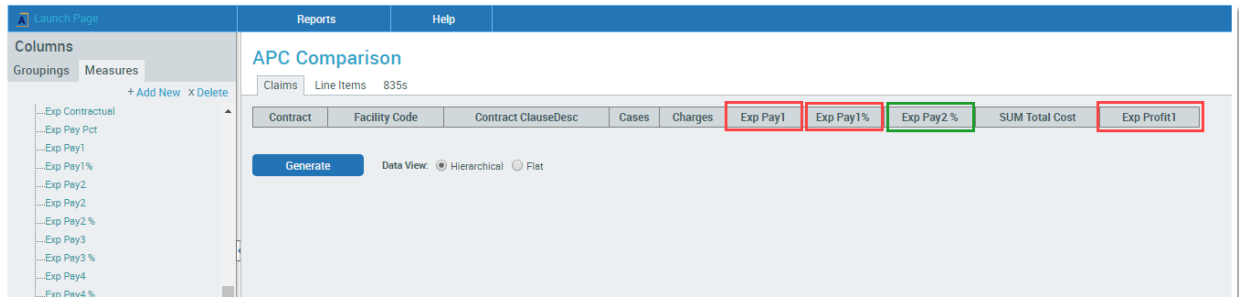 Launch Page Reports Help
Columns
Groupings Measures
+ Add New X Delete
Exp Contractual
Exp Pay Pct
Exp Pay1
Exp Pay1%
Exp Pay2
Exp Pay2
Exp Pay2 %
Exp Pay3
Exp Pay3 %
Exp Pay4
Exp Pay4 %
APC Comparison
Claims Line Items 835s
Contract Facility Code Contract ClauseDesc Cases Charges Exp Pay1 Exp Pay1% Exp Pay2 % SUM Total Cost Exp Profit1
Generate Data View: Hierarchical Flat